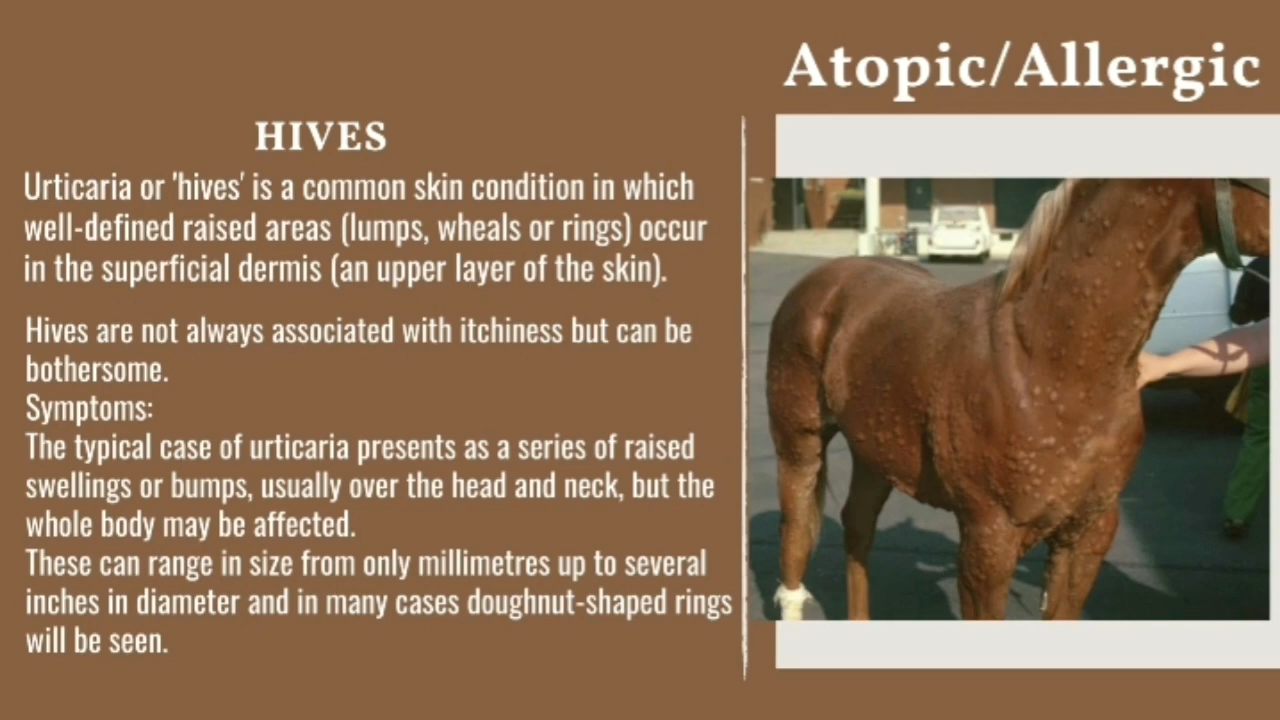 Atopic/Allergic
HIVES
Urticaria or 'hives' is a common skin condition in which
well-defined raised areas (lumps, wheals or rings) occur
in the superficial dermis (an upper layer of the skin).
Hives are not always associated with itchiness but can be
bothersome.
Symptoms:
The typical case of urticaria presents as a series of raised
swellings or bumps, usually over the head and neck, but the
whole body may be affected.
These can range in size from only millimetres up to several
inches in diameter and in many cases doughnut-shaped rings
will be seen.